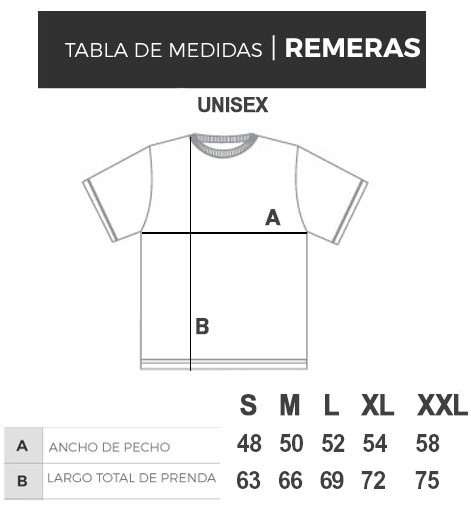 TABLA DE MEDIDAS | REMERAS
UNISEX
A
B
S M L XL XXL
A ANCHO DE PECHO 48 50 52 54 58
B LARGO TOTAL DE PRENDA 63 66 69 72 75